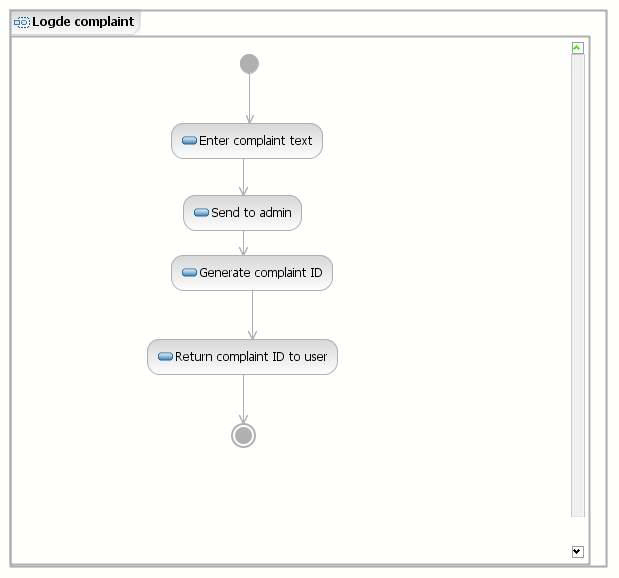 Logde complaint
Enter complaint text
Send to admin
Generate complaint ID
Return complaint ID to user